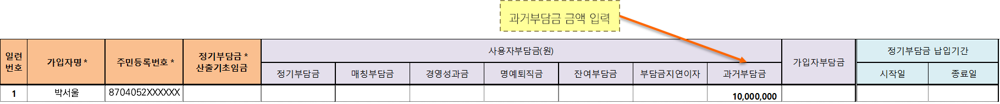 과거부담금 금액 입력
일련
번호
가입자명 *
주민등록번호 *
정기부담금 *
산출기초임금
사용자부담금(원)
정기부담금 매칭부담금 경영성과금 명예퇴직금 잔여부담금 부담금지연이자 과거부담금
가입자부담금
정기부담금 납입기간
시작일 종료일
1 박서울 8704052XXXXXX 10,000,000